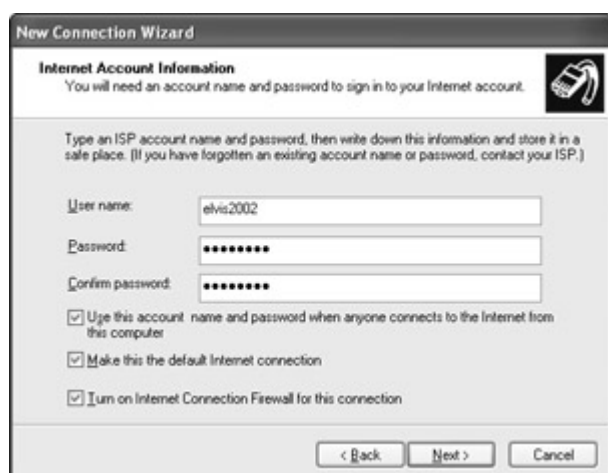 New Connection Wizard
Internet Account Information
You will need an account name and password to sign in to your Internet account.
Type an ISP account name and password, then write down this information and store it in a
safe place. (If you have forgotten an existing account name or password, contact your ISP.)
User name:
elvis2002
Password:
••••••••
Confirm password:
••••••••
Use this account name and password when anyone connects to the Internet from
this computer
Make this the default Internet connection
Turn on Internet Connection Firewall for this connection
< Back
Next >
Cancel